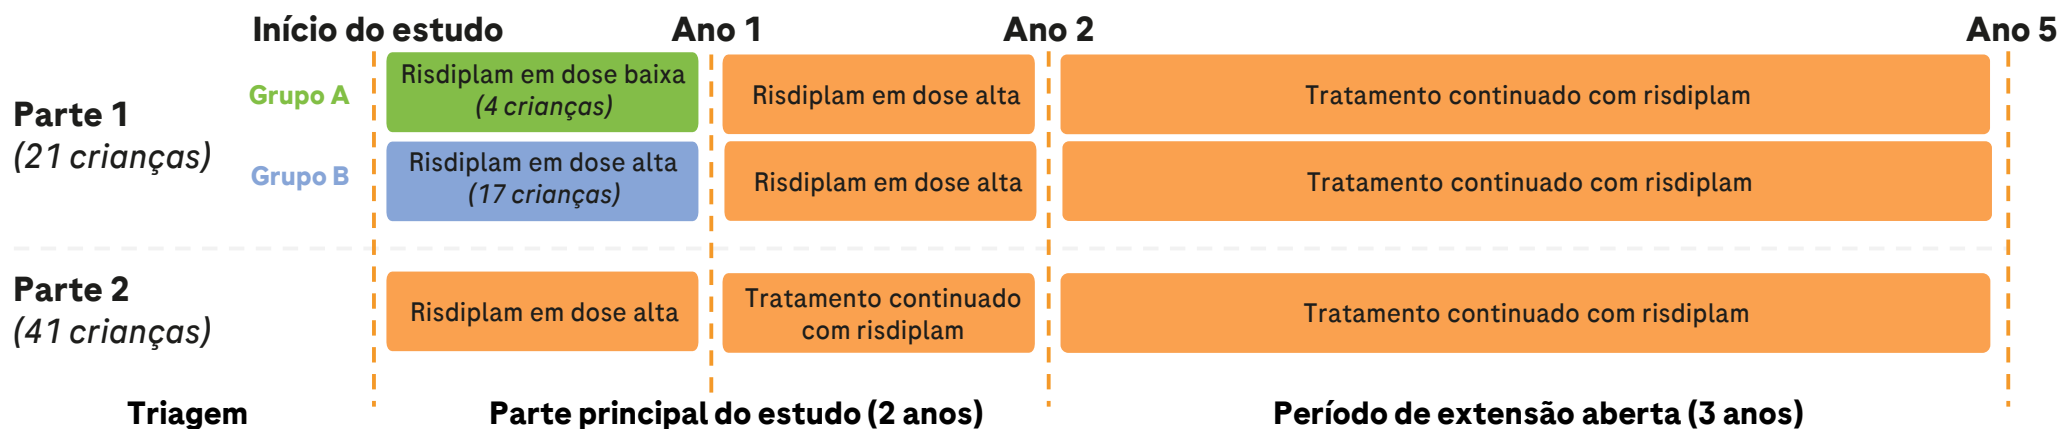 Início do estudo
Ano 1
Ano 2
Ano 5
Parte 1
(21 crianças)
Grupo A
Risdiplam em dose baixa
(4 crianças)
Risdiplam em dose alta
Tratamento continuado com risdiplam
Grupo B
Risdiplam em dose alta
(17 crianças)
Risdiplam em dose alta
Tratamento continuado com risdiplam
Parte 2
(41 crianças)
Risdiplam em dose alta
Tratamento continuado
com risdiplam
Tratamento continuado com risdiplam
Triagem
Parte principal do estudo (2 anos)
Período de extensão aberta (3 anos)